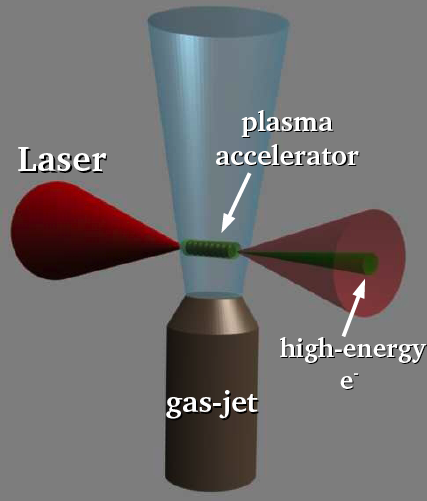 plasma
accelerator
Laser
high-energy
e⁻
gas-jet